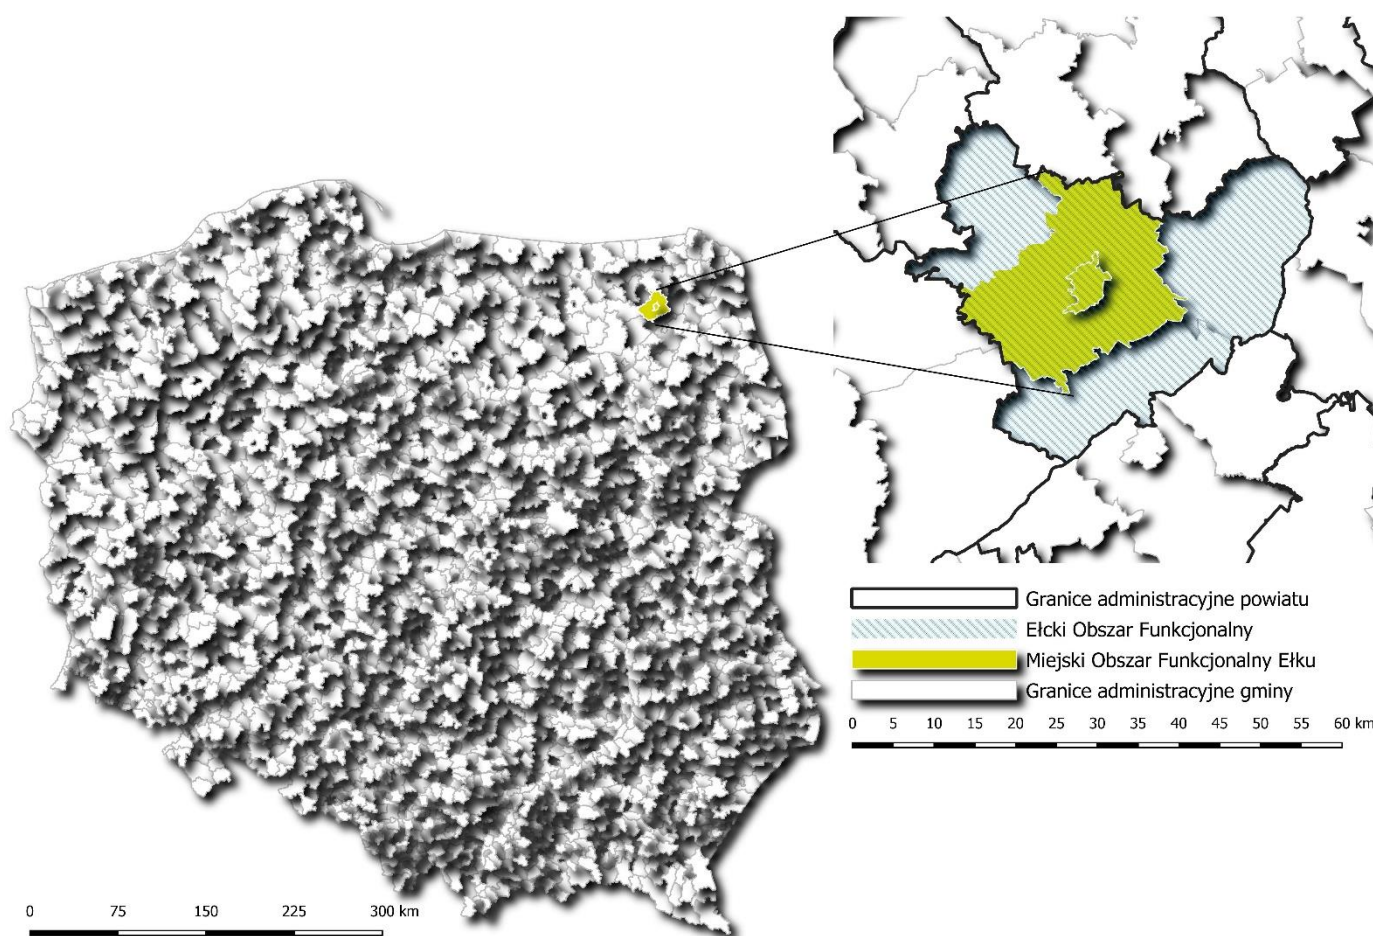 Granice administracyjne powiatu
Ełcki Obszar Funkcjonalny
Miejski Obszar Funkcjonalny Ełku
Granice administracyjne gminy
0 5 10 15 20 25 30 35 40 45 50 55 60 km
0 75 150 225 300 km